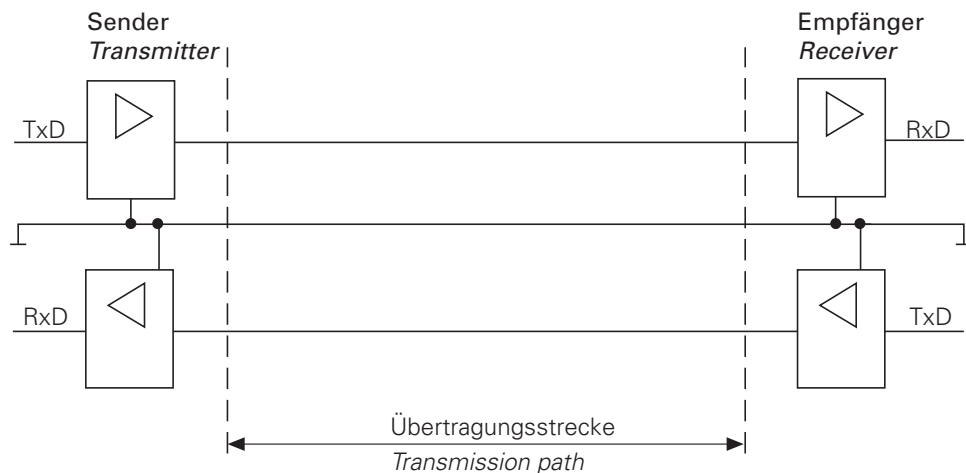 Sender
Transmitter
Empfänger
Receiver
TxD
RxD
RxD
TxD
Übertragungsstrecke
Transmission path